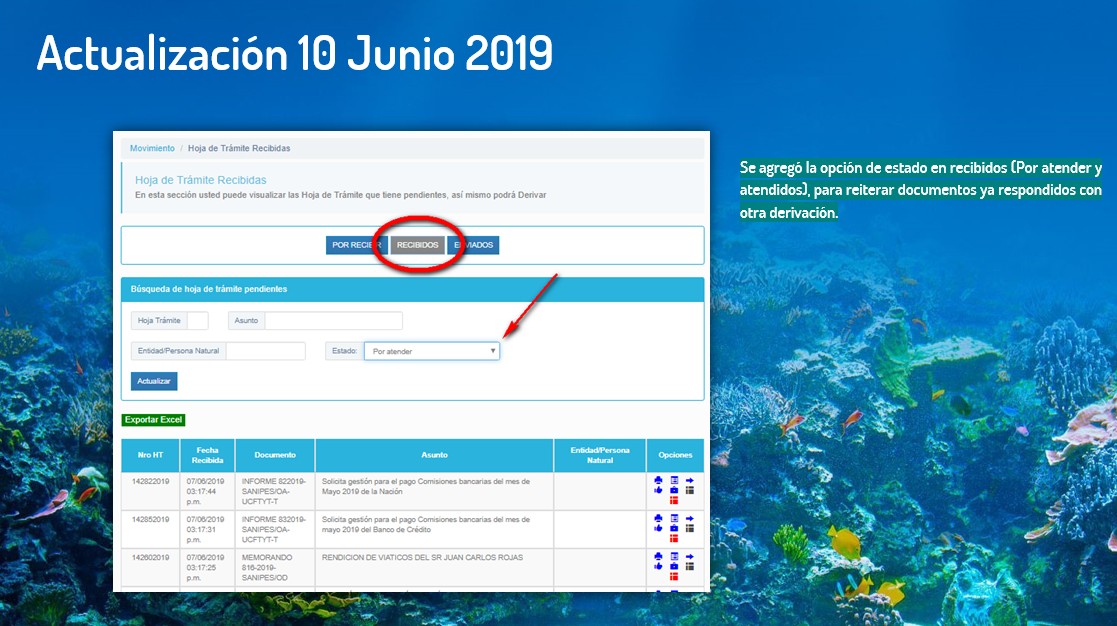 Actualización 10 Junio 2019
Se agregó la opción de estado en recibidos (Por atender y
atendidos), para reiterar documentos ya respondidos con
otra derivación.
Movimiento / Hoja de Trámite Recibidas
Hoja de Trámite Recibidas
En esta sección usted puede visualizar las Hoja de Trámite que tiene pendientes, así mismo podrá Derivar
POR RECIBIR RECIBIDOS ENVIADOS
Búsqueda de hoja de trámite pendientes
Hoja Trámite Asunto
Entidad/Persona Natural Estado: Por atender
Actualizar
Exportar Excel
Nro HT Fecha Recibida Documento Asunto Entidad/Persona Natural Opciones
142822019 07/06/2019 INFORME 822019- Solicita gestión para el pago Comisiones bancarias del mes de
03:17:44 SANIPES/OA- Mayo 2019 de la Nación
p.m. UCFTYT-T
142852019 07/06/2019 INFORME 832019- Solicita gestión para el pago Comisiones bancarias del mes de
03:17:31 SANIPES/OA- mayo 2019 del Banco de Crédito
p.m. UCFTYT-T
142602019 07/06/2019 MEMORANDO RENDICION DE VIATICOS DEL SR JUAN CARLOS ROJAS
03:17:25 816-2019-
p.m. SANIPES/OD